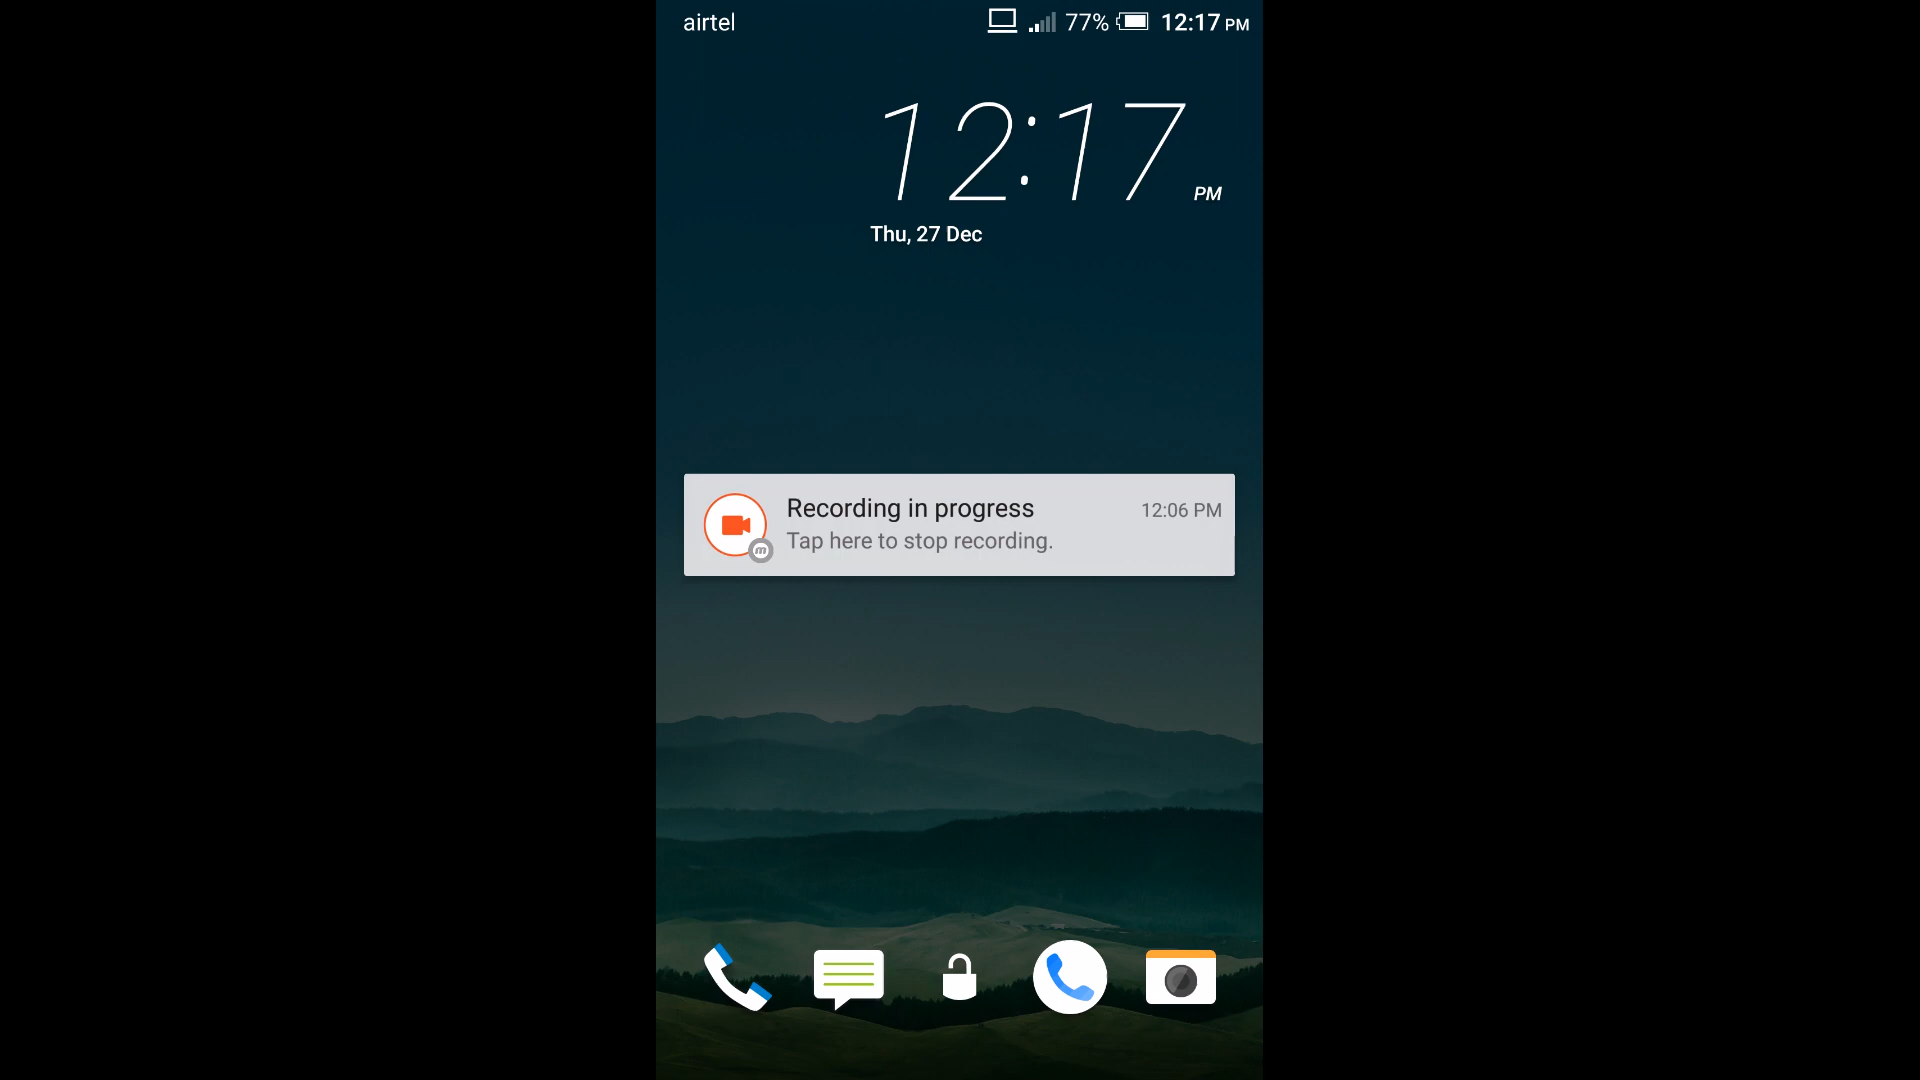 airtel 77% 12:17 PM
12:17 PM
Thu, 27 Dec
Recording in progress 12:06 PM
Tap here to stop recording.
m